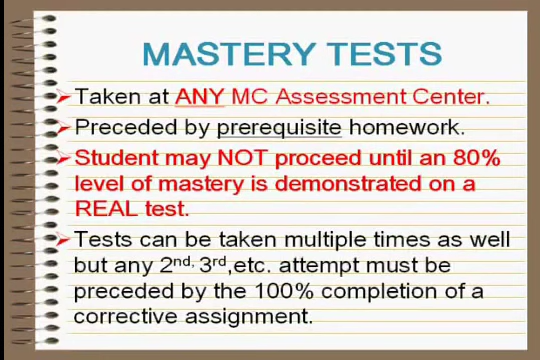 MASTERY TESTS
Taken at ANY MC Assessment Center.
Preceded by prerequisite homework.
Student may NOT proceed until an 80%
level of mastery is demonstrated on a
REAL test.
Tests can be taken multiple times as well
but any 2nd, 3rd,etc. attempt must be
preceded by the 100% completion of a
corrective assignment.